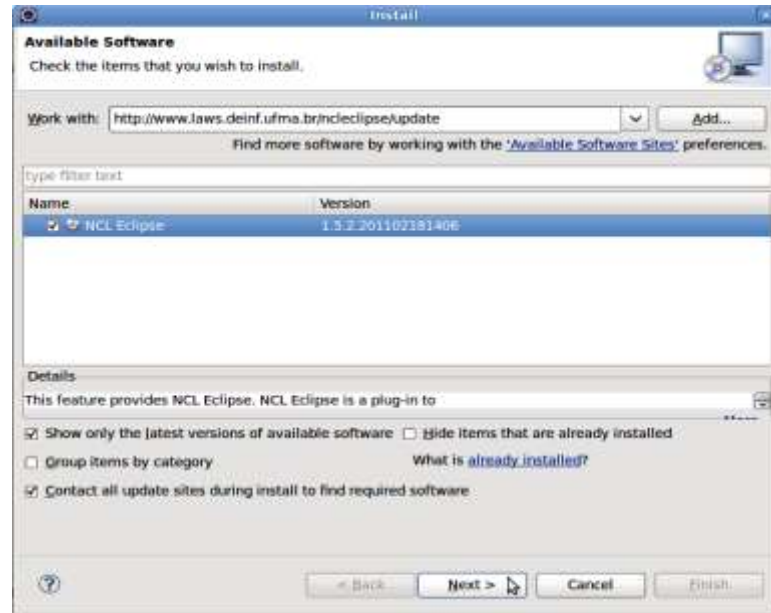 Install
Available Software
Check the items that you wish to install.
Work with: http://www.laws.deinf.ufma.br/ncleclipse/update Add...
Find more software by working with the 'Available Software Sites' preferences.
type filter text
Name Version
NCL Eclipse 1.5.2.201102181406
Details
This feature provides NCL Eclipse. NCL Eclipse is a plug-in to
Show only the latest versions of available software Hide items that are already installed
Group items by category What is already installed?
Contact all update sites during install to find required software
< Back Next > Cancel Finish